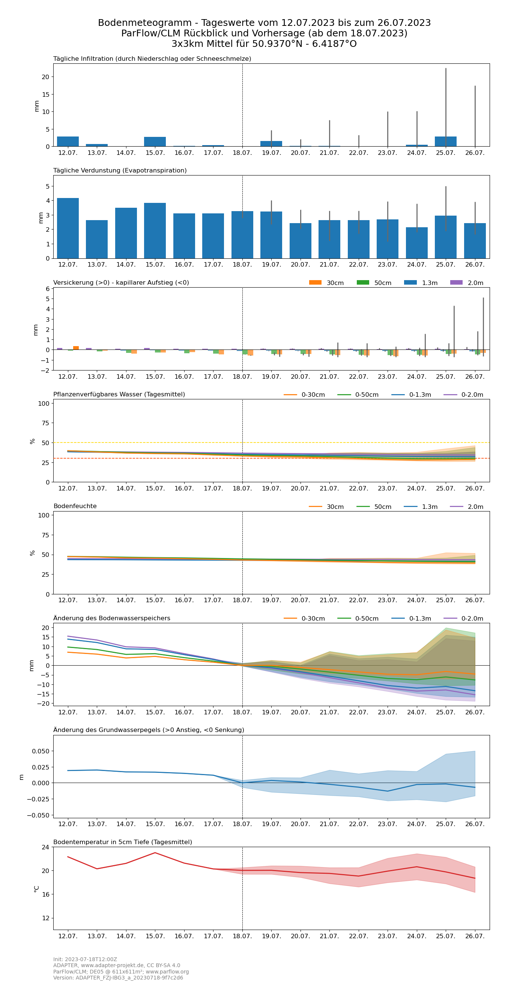 Bodenmeteogramm - Tageswerte vom 12.07.2023 bis zum 26.07.2023
ParFlow/CLM Rückblick und Vorhersage (ab dem 18.07.2023)
3x3km Mittel für 50.9370°N - 6.4187°O
Tägliche Infiltration (durch Niederschlag oder Schneeschmelze)
20
15
10
5
0
mm
12.07. 13.07. 14.07. 15.07. 16.07. 17.07. 18.07. 19.07. 20.07. 21.07. 22.07. 23.07. 24.07. 25.07. 26.07.
Tägliche Verdunstung (Evapotranspiration)
5
4
3
2
1
0
mm
12.07. 13.07. 14.07. 15.07. 16.07. 17.07. 18.07. 19.07. 20.07. 21.07. 22.07. 23.07. 24.07. 25.07. 26.07.
Versickerung (>0) - kapillarer Aufstieg (<0) 30cm 50cm 1.3m 2.0m
6
5
4
3
2
1
0
−1
−2
mm
12.07. 13.07. 14.07. 15.07. 16.07. 17.07. 18.07. 19.07. 20.07. 21.07. 22.07. 23.07. 24.07. 25.07. 26.07.
Pflanzenverfügbares Wasser (Tagesmittel) 0-30cm 0-50cm 0-1.3m 0-2.0m
100
75
50
25
0
%
12.07. 13.07. 14.07. 15.07. 16.07. 17.07. 18.07. 19.07. 20.07. 21.07. 22.07. 23.07. 24.07. 25.07. 26.07.
Bodenfeuchte 30cm 50cm 1.3m 2.0m
100
75
50
25
0
%
12.07. 13.07. 14.07. 15.07. 16.07. 17.07. 18.07. 19.07. 20.07. 21.07. 22.07. 23.07. 24.07. 25.07. 26.07.
Änderung des Bodenwasserspeichers 0-30cm 0-50cm 0-1.3m 0-2.0m
20
15
10
5
0
−5
−10
−15
−20
mm
12.07. 13.07. 14.07. 15.07. 16.07. 17.07. 18.07. 19.07. 20.07. 21.07. 22.07. 23.07. 24.07. 25.07. 26.07.
Änderung des Grundwasserpegels (>0 Anstieg, <0 Senkung)
0.050
0.025
0.000
−0.025
−0.050
m
12.07. 13.07. 14.07. 15.07. 16.07. 17.07. 18.07. 19.07. 20.07. 21.07. 22.07. 23.07. 24.07. 25.07. 26.07.
Bodentemperatur in 5cm Tiefe (Tagesmittel)
24
20
16
12
°C
12.07. 13.07. 14.07. 15.07. 16.07. 17.07. 18.07. 19.07. 20.07. 21.07. 22.07. 23.07. 24.07. 25.07. 26.07.
Init: 2023-07-18T12:00Z
ADAPTER, www.adapter-projekt.de, CC BY-SA 4.0
ParFlow/CLM; DE05 @ 611x611m²; www.parflow.org
Version: ADAPTER_FZJ-IBG3_a_20230718-9f7c2d6